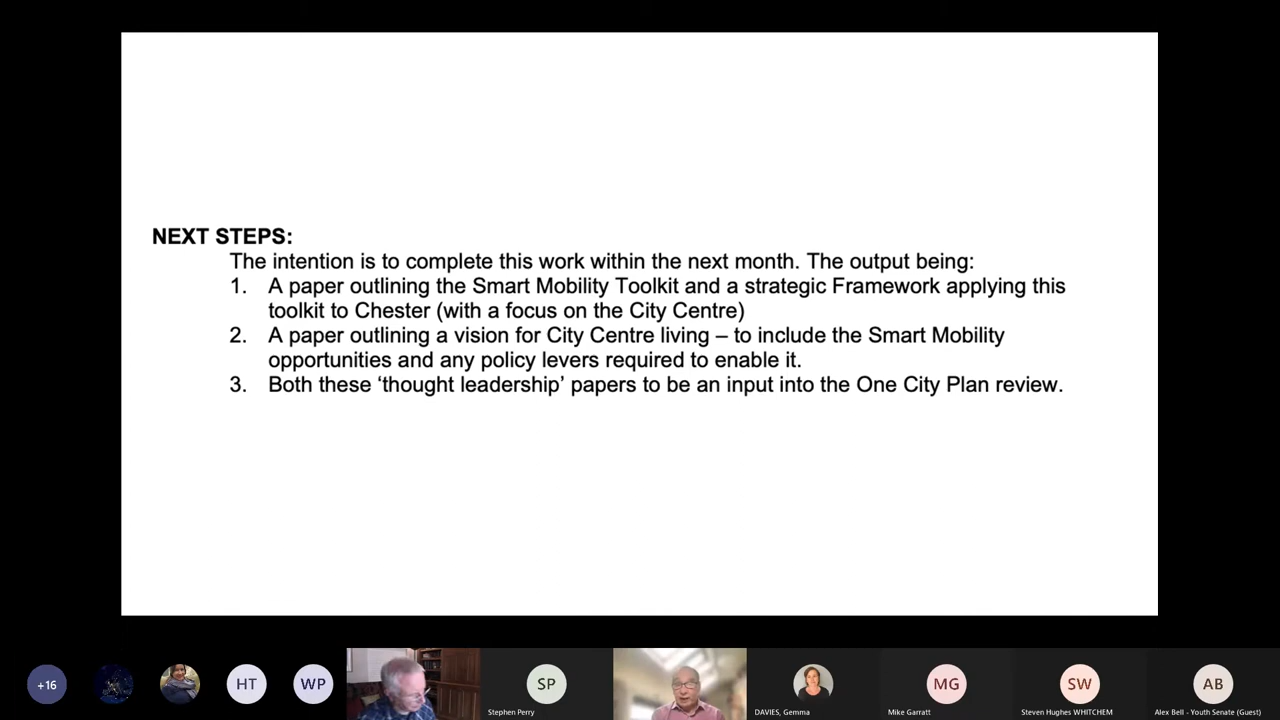 NEXT STEPS:
The intention is to complete this work within the next month. The output being:
1. A paper outlining the Smart Mobility Toolkit and a strategic Framework applying this
toolkit to Chester (with a focus on the City Centre)
2. A paper outlining a vision for City Centre living – to include the Smart Mobility
opportunities and any policy levers required to enable it.
3. Both these ‘thought leadership’ papers to be an input into the One City Plan review.
+16
HT
WP
SP
MG
SW
AB
Stephen Perry
DAVIES, Gemma
Mike Garratt
Steven Hughes WHITCHEM
Alex Bell - Youth Senate (Guest)